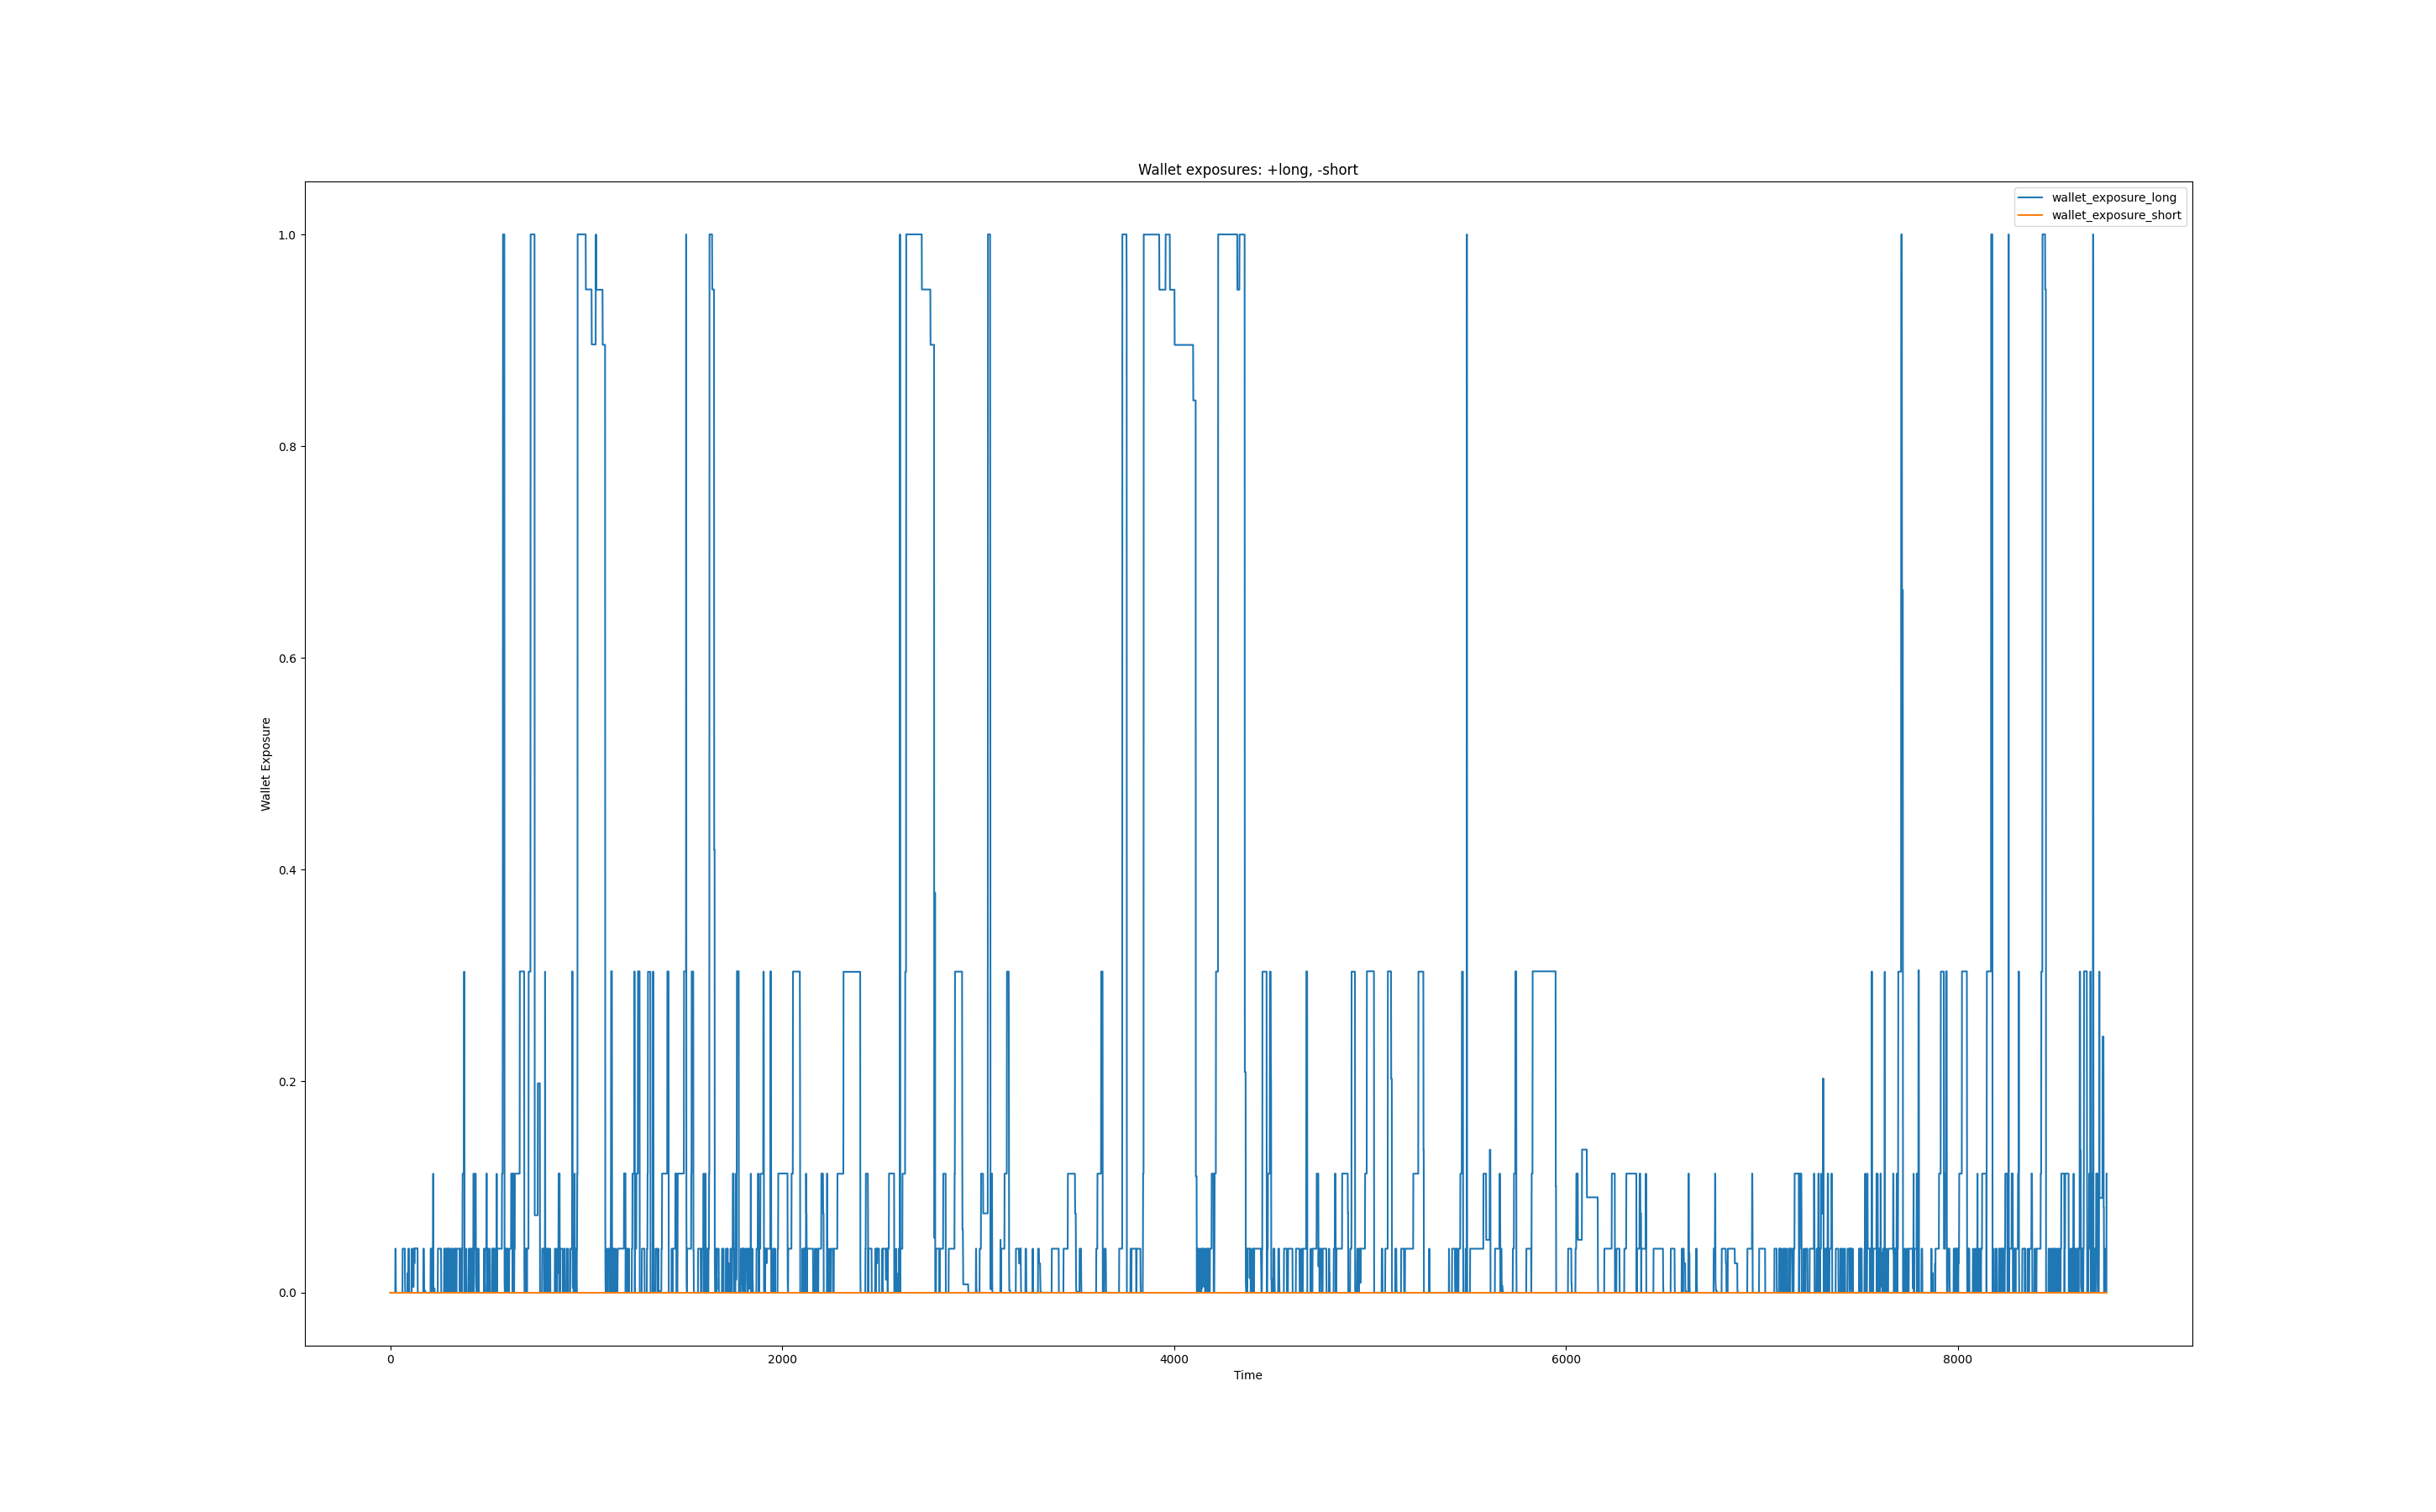 Wallet exposures: +long, -short
wallet_exposure_long
wallet_exposure_short
1.0
0.8
0.6
0.4
0.2
0.0
Wallet Exposure
0 2000 4000 6000 8000
Time